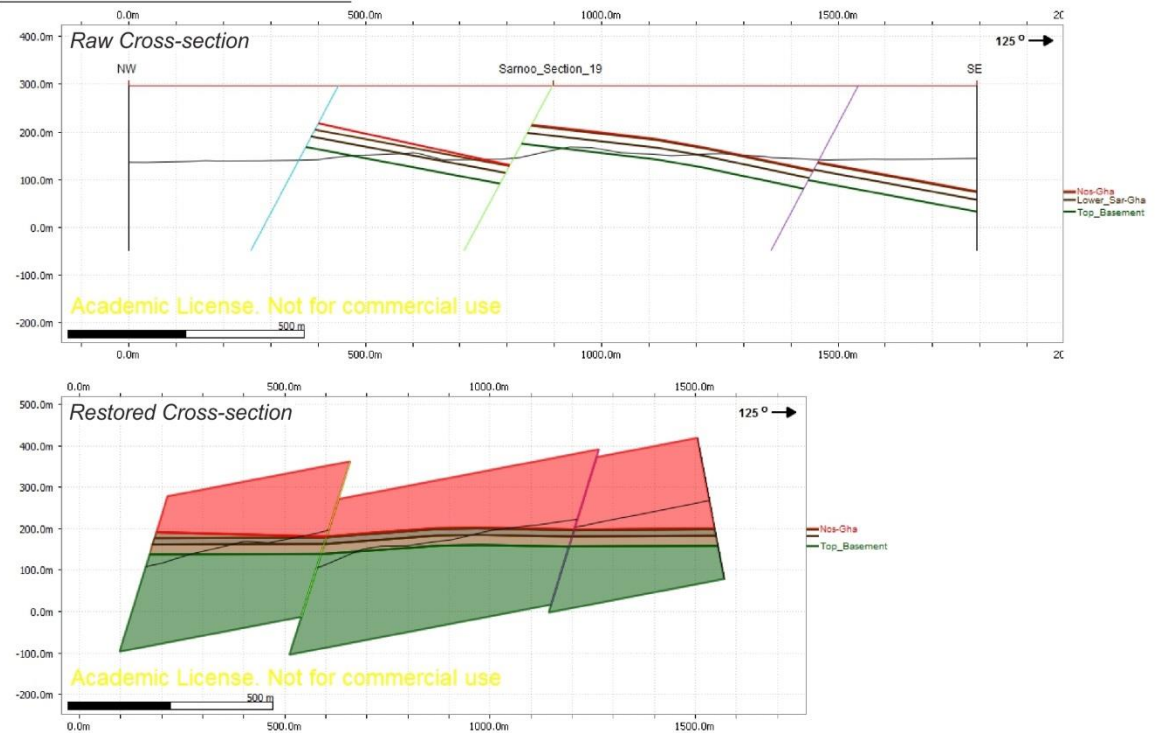 0.0m 500.0m 1000.0m 1500.0m 20
400.0m
Raw Cross-section
125 ° →
NW Sarnoo_Section_19 SE
300.0m
200.0m
100.0m
Nos-Gha
Lower_Sar-Gha
Top_Basement
0.0m
-100.0m
Academic License. Not for commercial use
-200.0m
500 m
0.0m 500.0m 1000.0m 1500.0m 20
0.0m 500.0m 1000.0m 1500.0m
500.0m
Restored Cross-section
125 ° →
400.0m
300.0m
200.0m
Nos-Gha
Top_Basement
100.0m
0.0m
-100.0m
Academic License. Not for commercial use
-200.0m
500 m
0.0m 500.0m 1000.0m 1500.0m